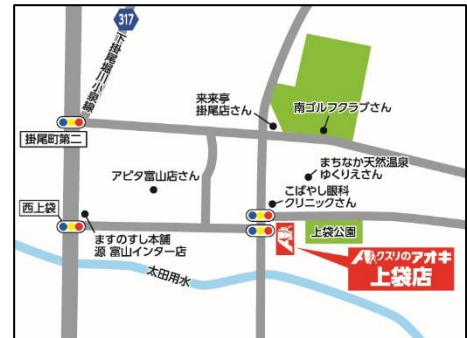 317
下掛尾堀川小泉線
来来亭
掛尾店さん
南ゴルフクラブさん
掛尾町第二
アピタ富山店さん
まちなか天然温泉
ゆくりえさん
こばやし眼科
クリニックさん
西上袋
ますのすし本舗
源 富山インター店
上袋公園
太田用水
クスリのアオキ
上袋店